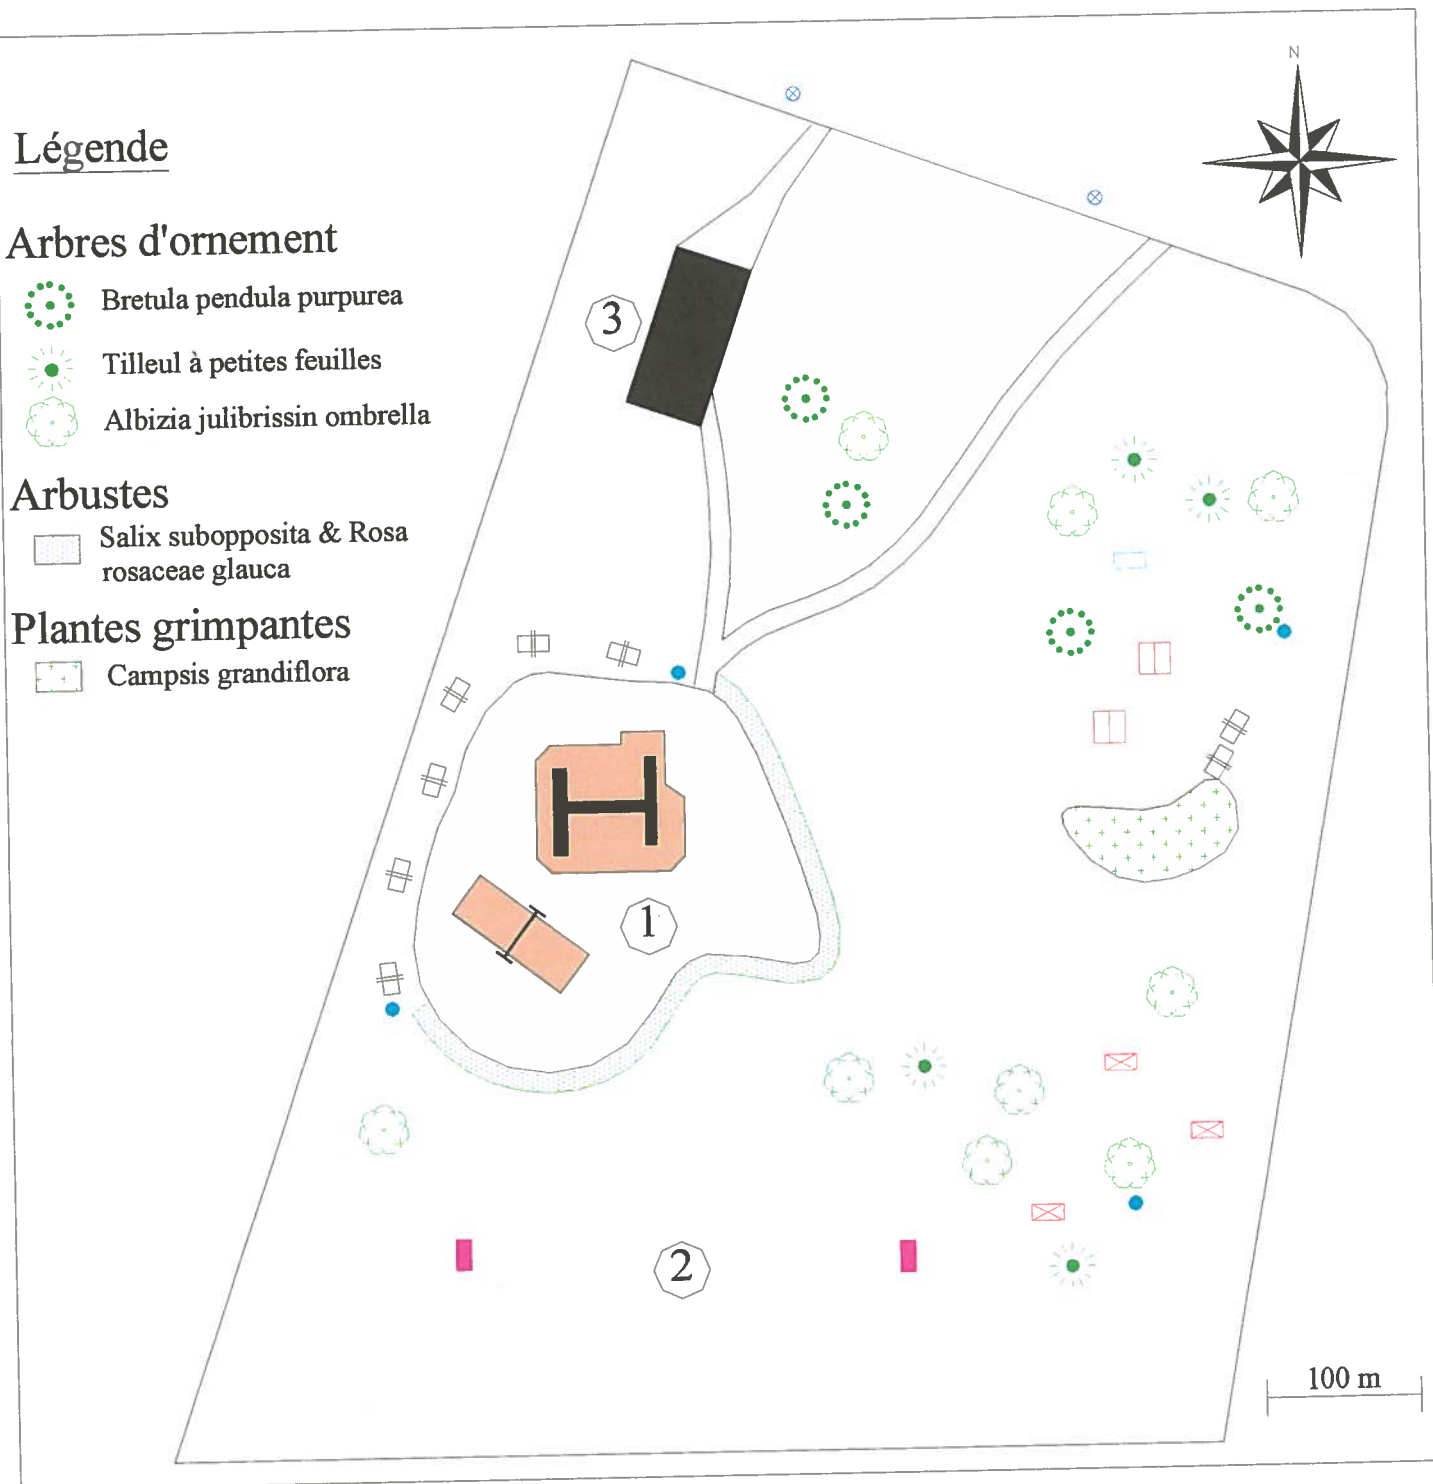 Légende
Arbres d'ornement
Bretula pendula purpurea
Tilleul à petites feuilles
Albizia julibrissin ombrella
Arbustes
Salix subopposita & Rosa
rosaceae glauca
Plantes grimpantes
Campsis grandiflora
N
3
1
2
100 m